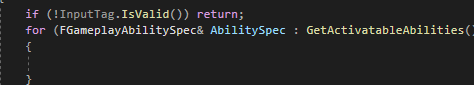 {
if (!InputTag.IsValid()) return;
for (FGameplayAbilitySpec& AbilitySpec : GetActivatableAbilities()
{
}